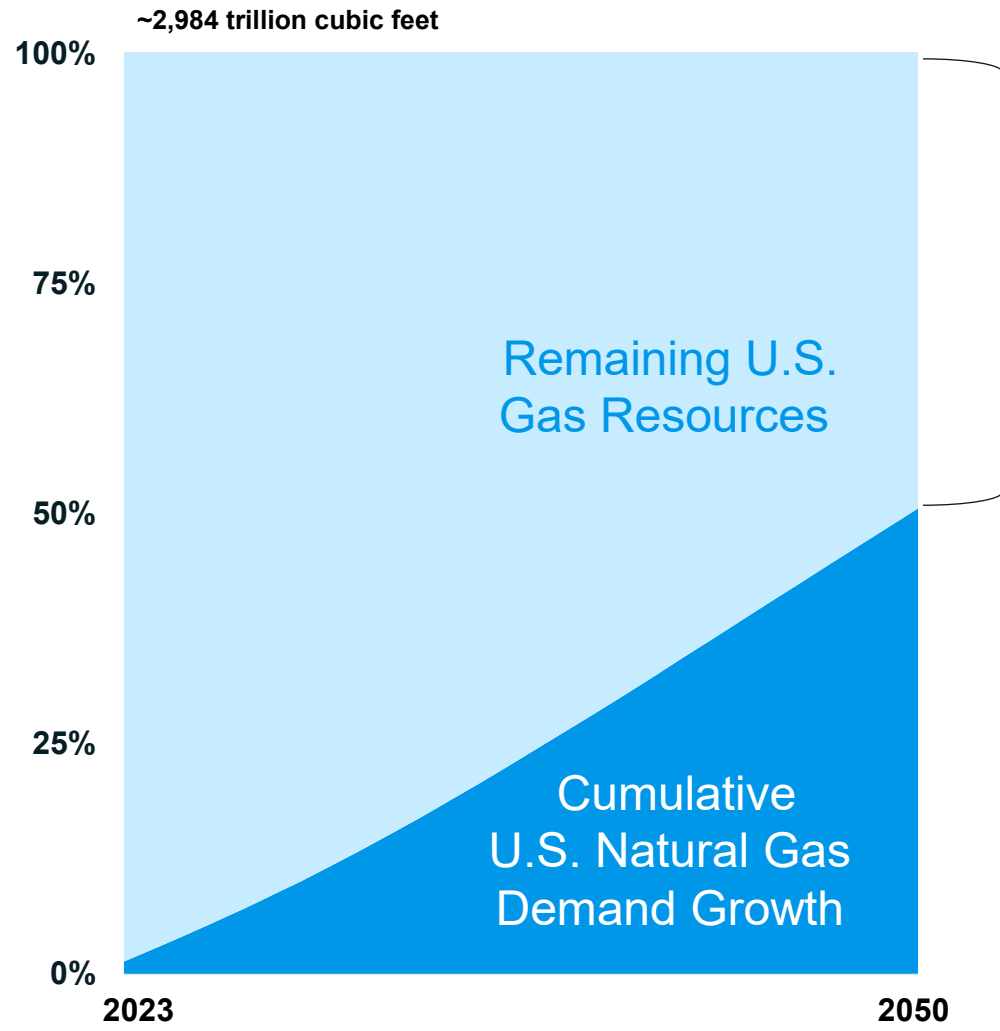 ~2,984 trillion cubic feet
100%
75%
Remaining U.S.
Gas Resources
50%
25%
Cumulative
U.S. Natural Gas
Demand Growth
0%
2023
2050